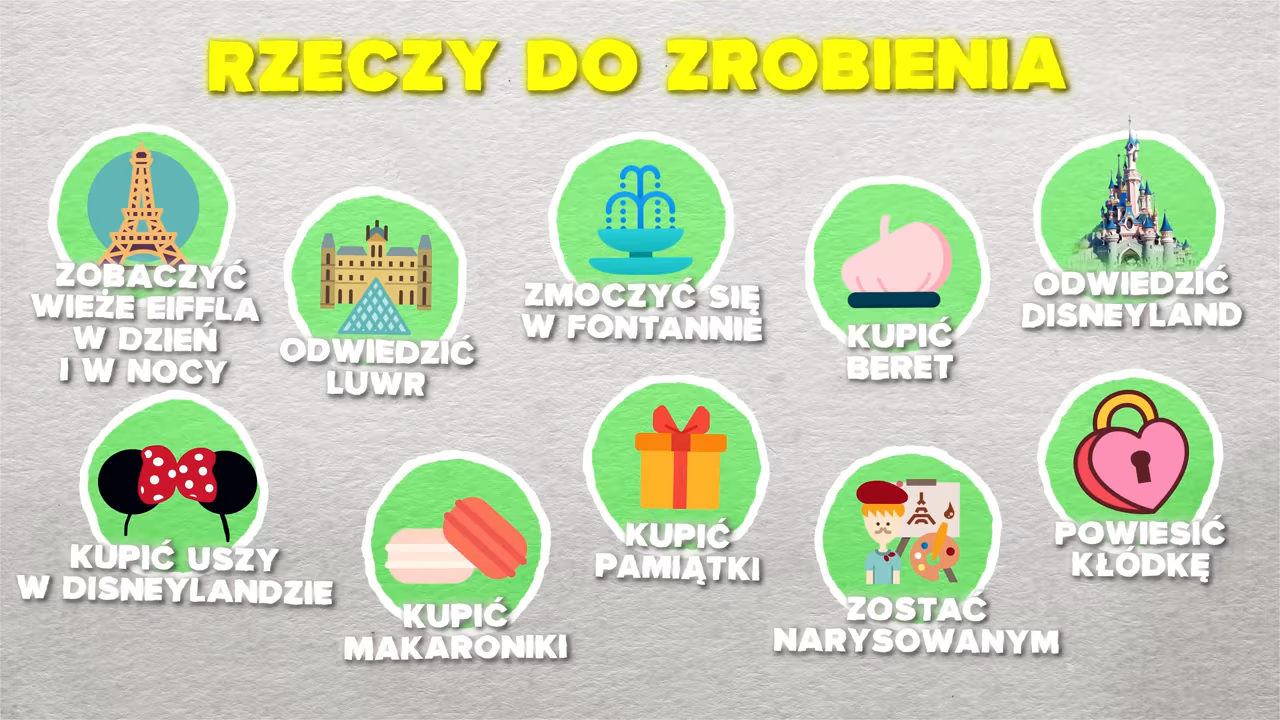 RZECZY DO ZROBIENIA
ZOBACZYĆ
WIEŻE EIFFLA
W DZIEŃ
I W NOCY
ODWIEDZIĆ
LUWR
ZMOCZYĆ SIĘ
W FONTANNIE
KUPIĆ
BERET
ODWIEDZIĆ
DISNEYLAND
KUPIĆ USZY
W DISNEYLANDZIE
KUPIĆ
MAKARONIKI
KUPIĆ
PAMIĄTKI
ZOSTAĆ
NARYSOWANYM
POWIESIĆ
KŁÓDKĘ